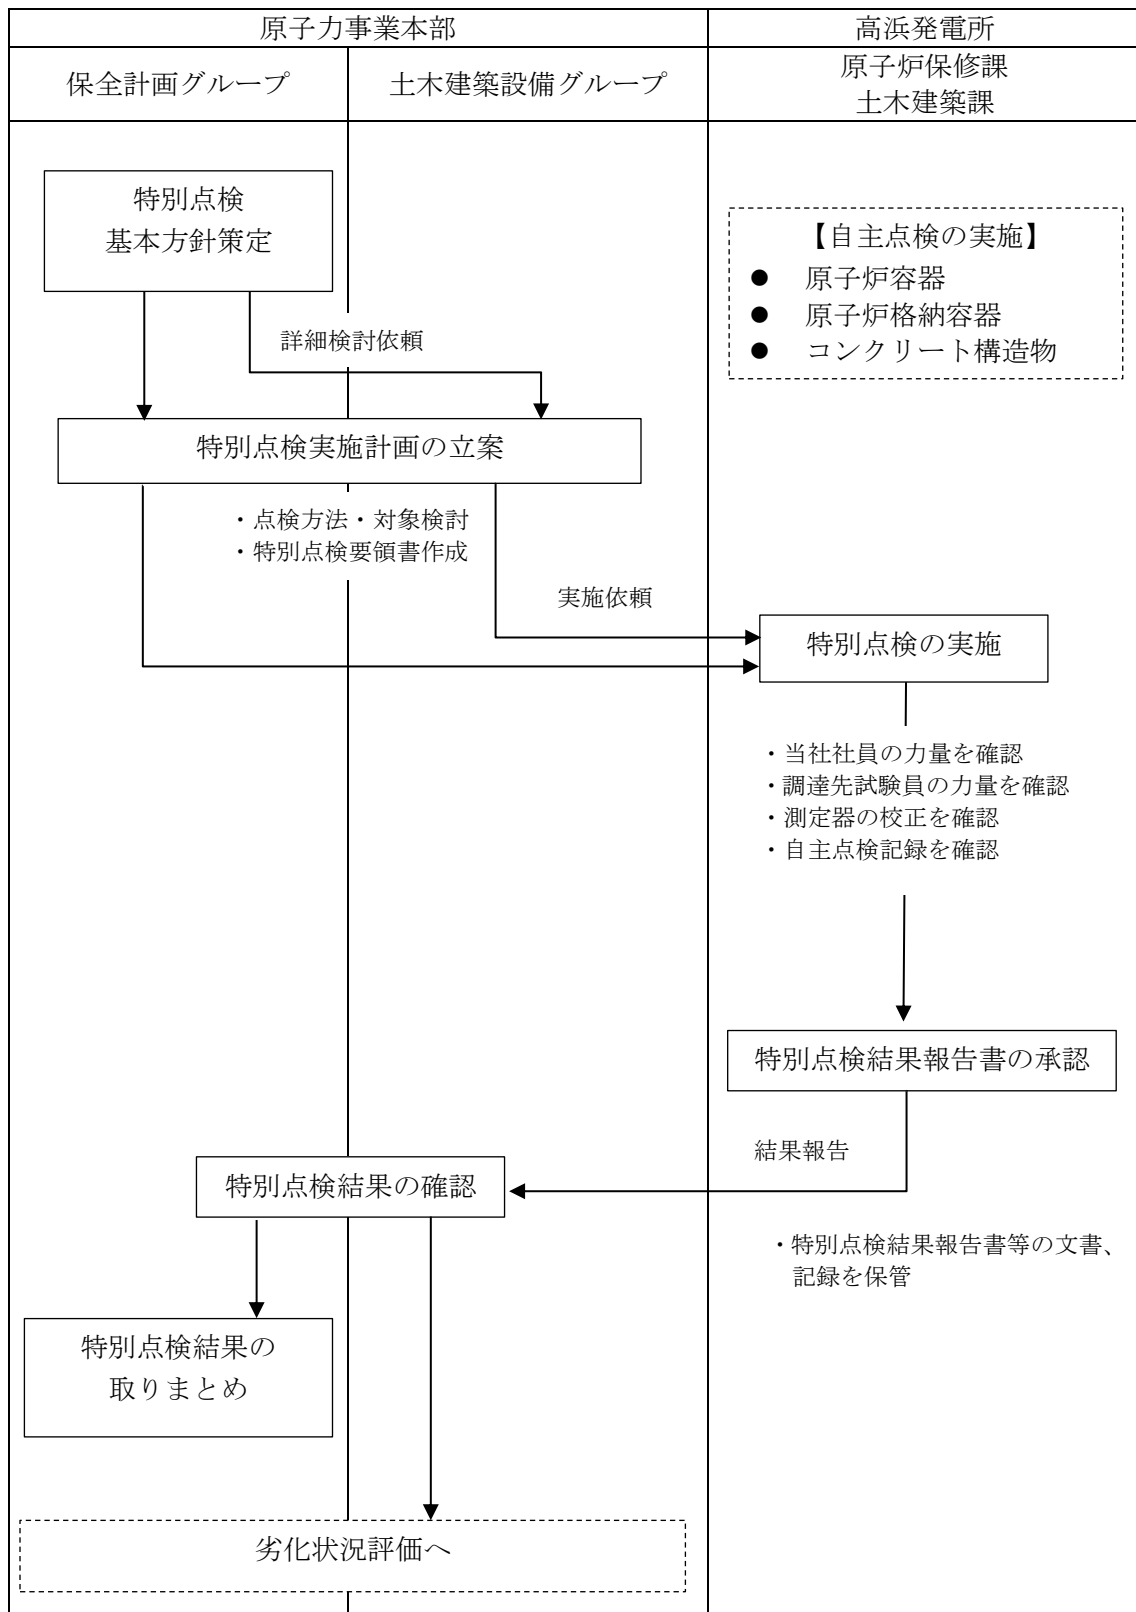 原子力事業本部
高浜発電所
保全計画グループ
土木建築設備グループ
原子炉保修課
土木建築課
特別点検
基本方針策定
【自主点検の実施】
● 原子炉容器
● 原子炉格納容器
● コンクリート構造物
詳細検討依頼
特別点検実施計画の立案
・点検方法・対象検討
・特別点検要領書作成
実施依頼
特別点検の実施
・当社社員の力量を確認
・調達先試験員の力量を確認
・測定器の校正を確認
・自主点検記録を確認
特別点検結果報告書の承認
結果報告
特別点検結果の確認
・特別点検結果報告書等の文書、
記録を保管
特別点検結果の
取りまとめ
劣化状況評価へ